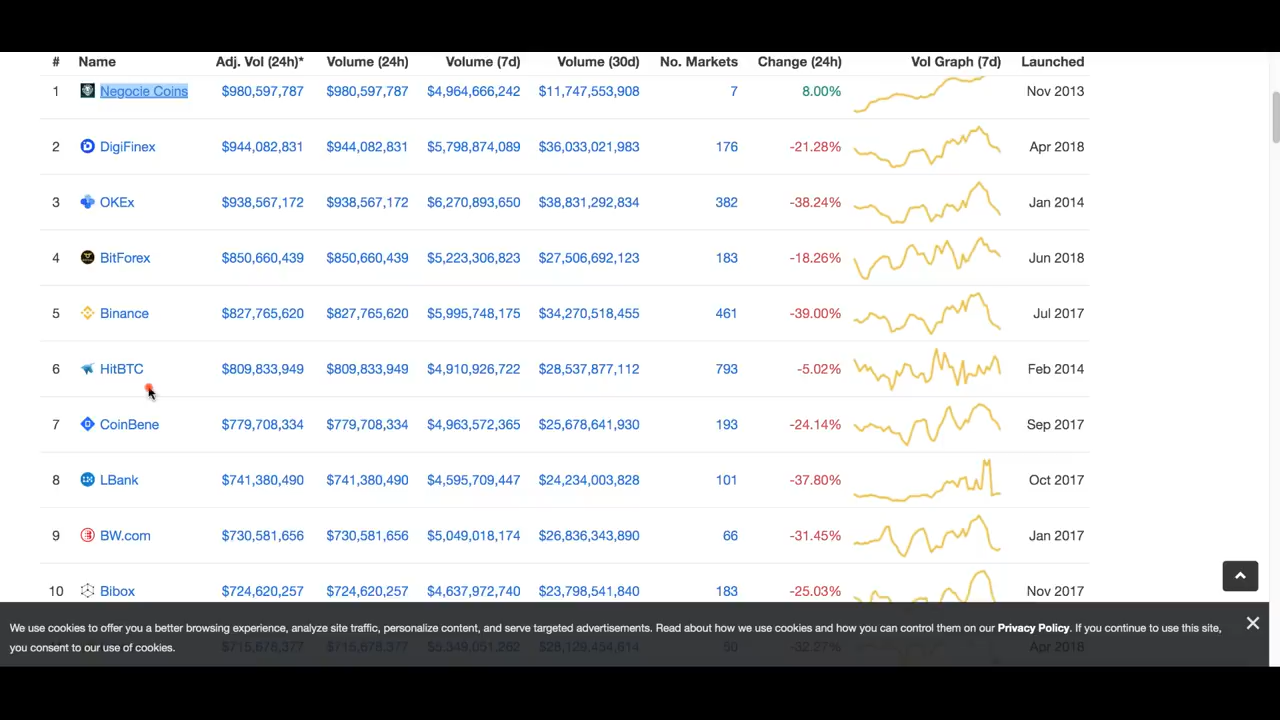 # Name Adj. Vol (24h)* Volume (24h) Volume (7d) Volume (30d) No. Markets Change (24h) Vol Graph (7d) Launched
1 Negocie Coins $980,597,787 $980,597,787 $4,964,666,242 $11,747,553,908 7 8.00% Nov 2013
2 DigiFinex $944,082,831 $944,082,831 $5,798,874,089 $36,033,021,983 176 -21.28% Apr 2018
3 OKEx $938,567,172 $938,567,172 $6,270,893,650 $38,831,292,834 382 -38.24% Jan 2014
4 BitForex $850,660,439 $850,660,439 $5,223,306,823 $27,506,692,123 183 -18.26% Jun 2018
5 Binance $827,765,620 $827,765,620 $5,995,748,175 $34,270,518,455 461 -39.00% Jul 2017
6 HitBTC $809,833,949 $809,833,949 $4,910,926,722 $28,537,877,112 793 -5.02% Feb 2014
7 CoinBene $779,708,334 $779,708,334 $4,963,572,365 $25,678,641,930 193 -24.14% Sep 2017
8 LBank $741,380,490 $741,380,490 $4,595,709,447 $24,234,003,828 101 -37.80% Oct 2017
9 BW.com $730,581,656 $730,581,656 $5,049,018,174 $26,836,343,890 66 -31.45% Jan 2017
10 Bibox $724,620,257 $724,620,257 $4,637,972,740 $23,798,541,840 183 -25.03% Nov 2017
We use cookies to offer you a better browsing experience, analyze site traffic, personalize content, and serve targeted advertisements. Read about how we use cookies and how you can control them on our Privacy Policy. If you continue to use this site,
you consent to our use of cookies.